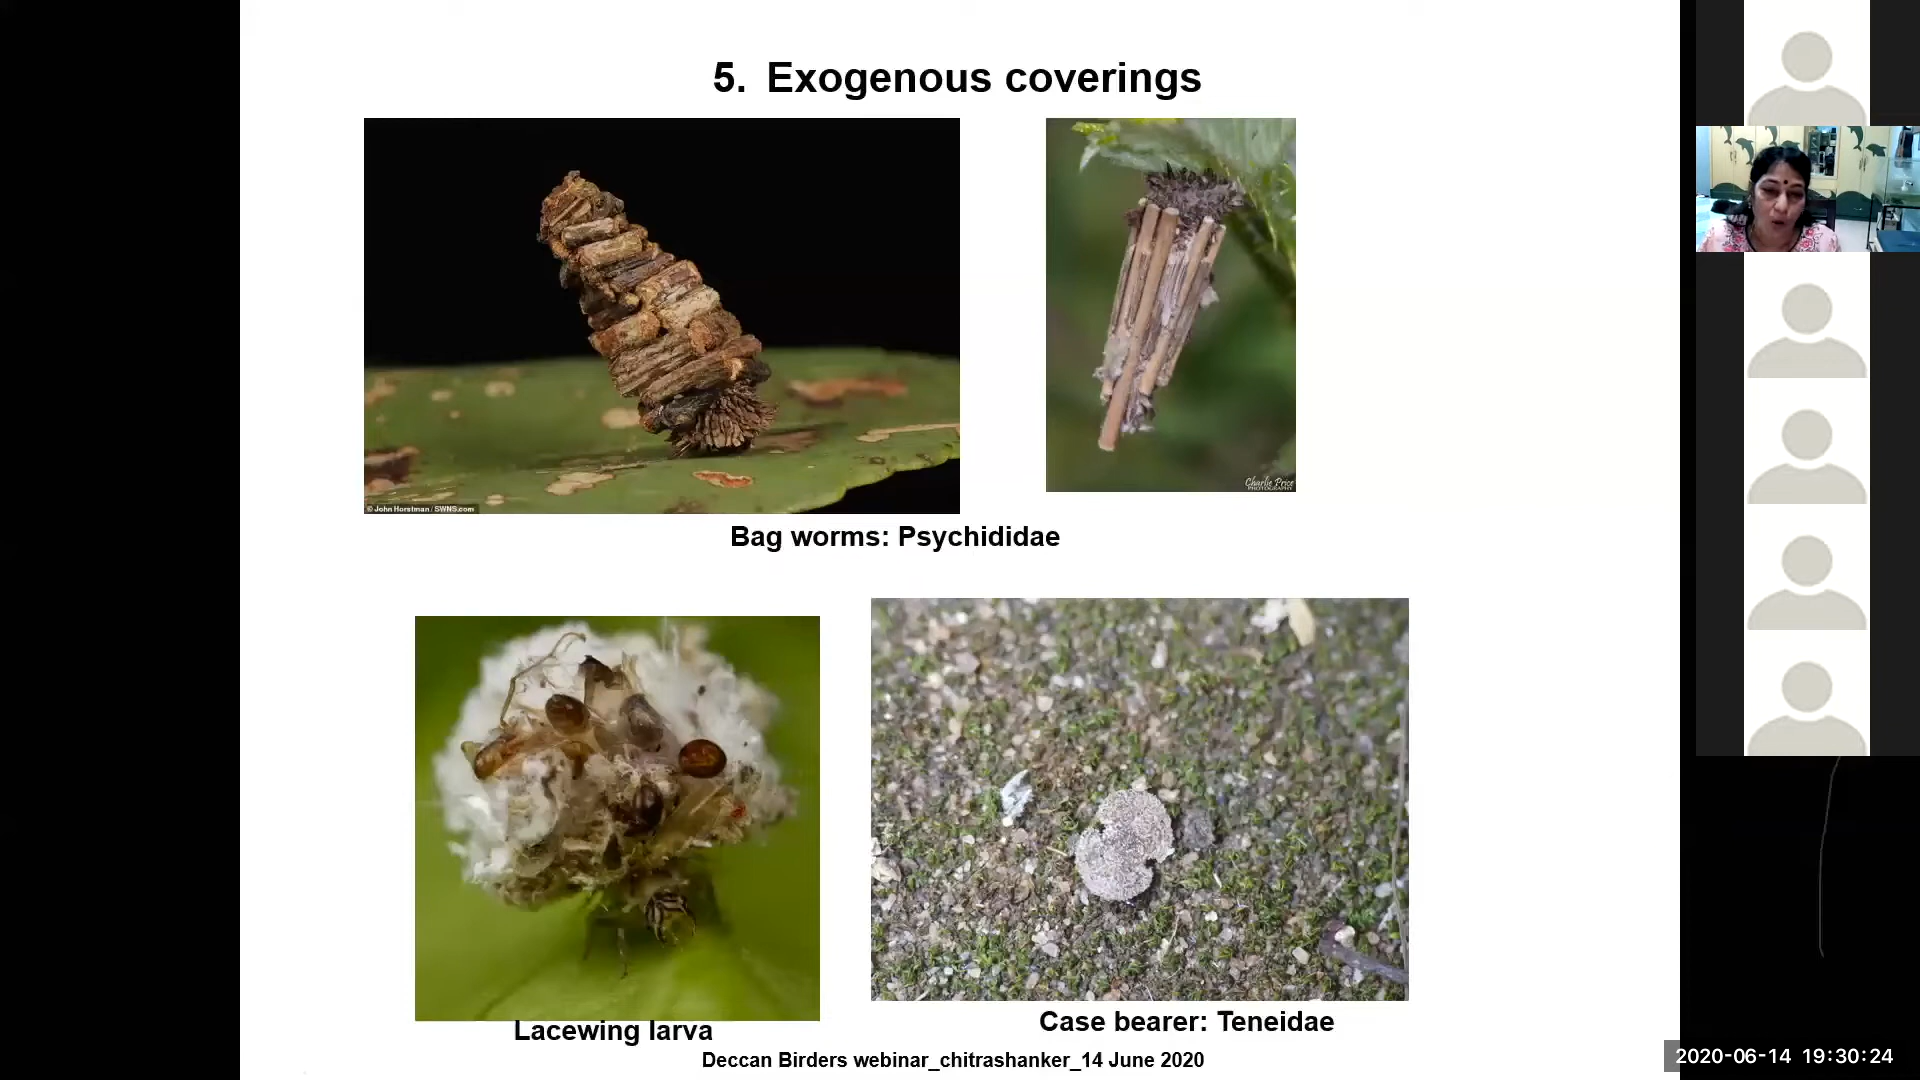 5. Exogenous coverings
© John Horstman / SWNS.com
Charlie Price
PHOTOGRAPHY
Bag worms: Psychididae
Lacewing larva
Case bearer: Teneidae
Deccan Birders webinar_chitrashanker_14 June 2020
2020-06-14 19:30:24